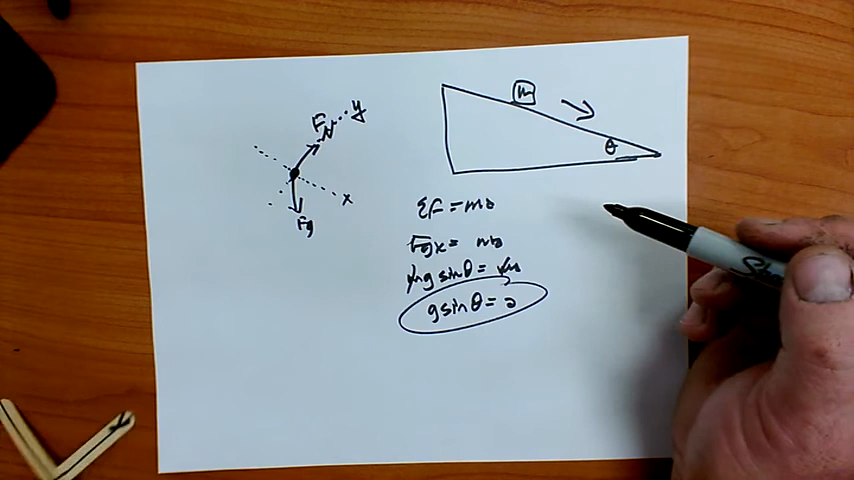 FN
y
x
Fg
m
θ
ΣF = ma
Fgx = ma
mg sinθ = ma
g sinθ = a